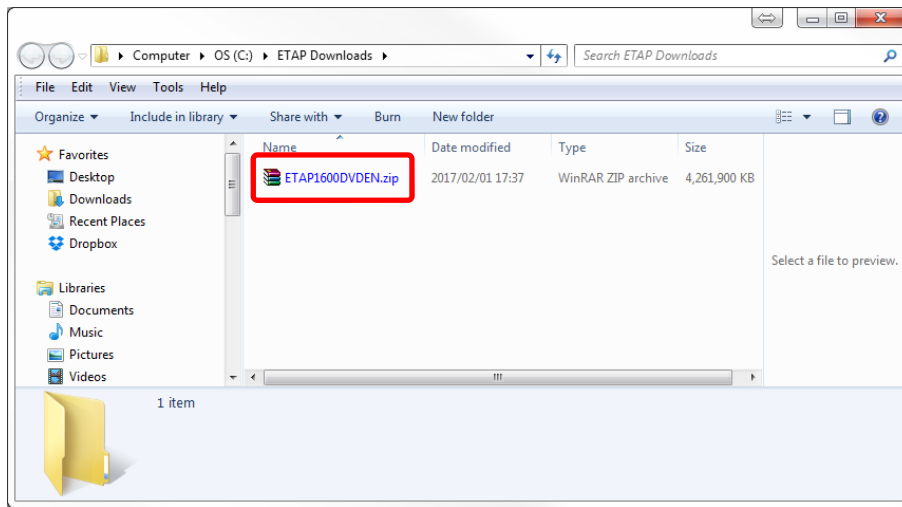 Computer OS (C:) ETAP Downloads
Search ETAP Downloads
File Edit View Tools Help
Organize Include in library Share with Burn New folder
Name Date modified Type Size
ETAP1600DVDEN.zip 2017/02/01 17:37 WinRAR ZIP archive 4,261,900 KB
Favorites
Desktop
Downloads
Recent Places
Dropbox
Libraries
Documents
Music
Pictures
Videos
Select a file to preview.
1 item